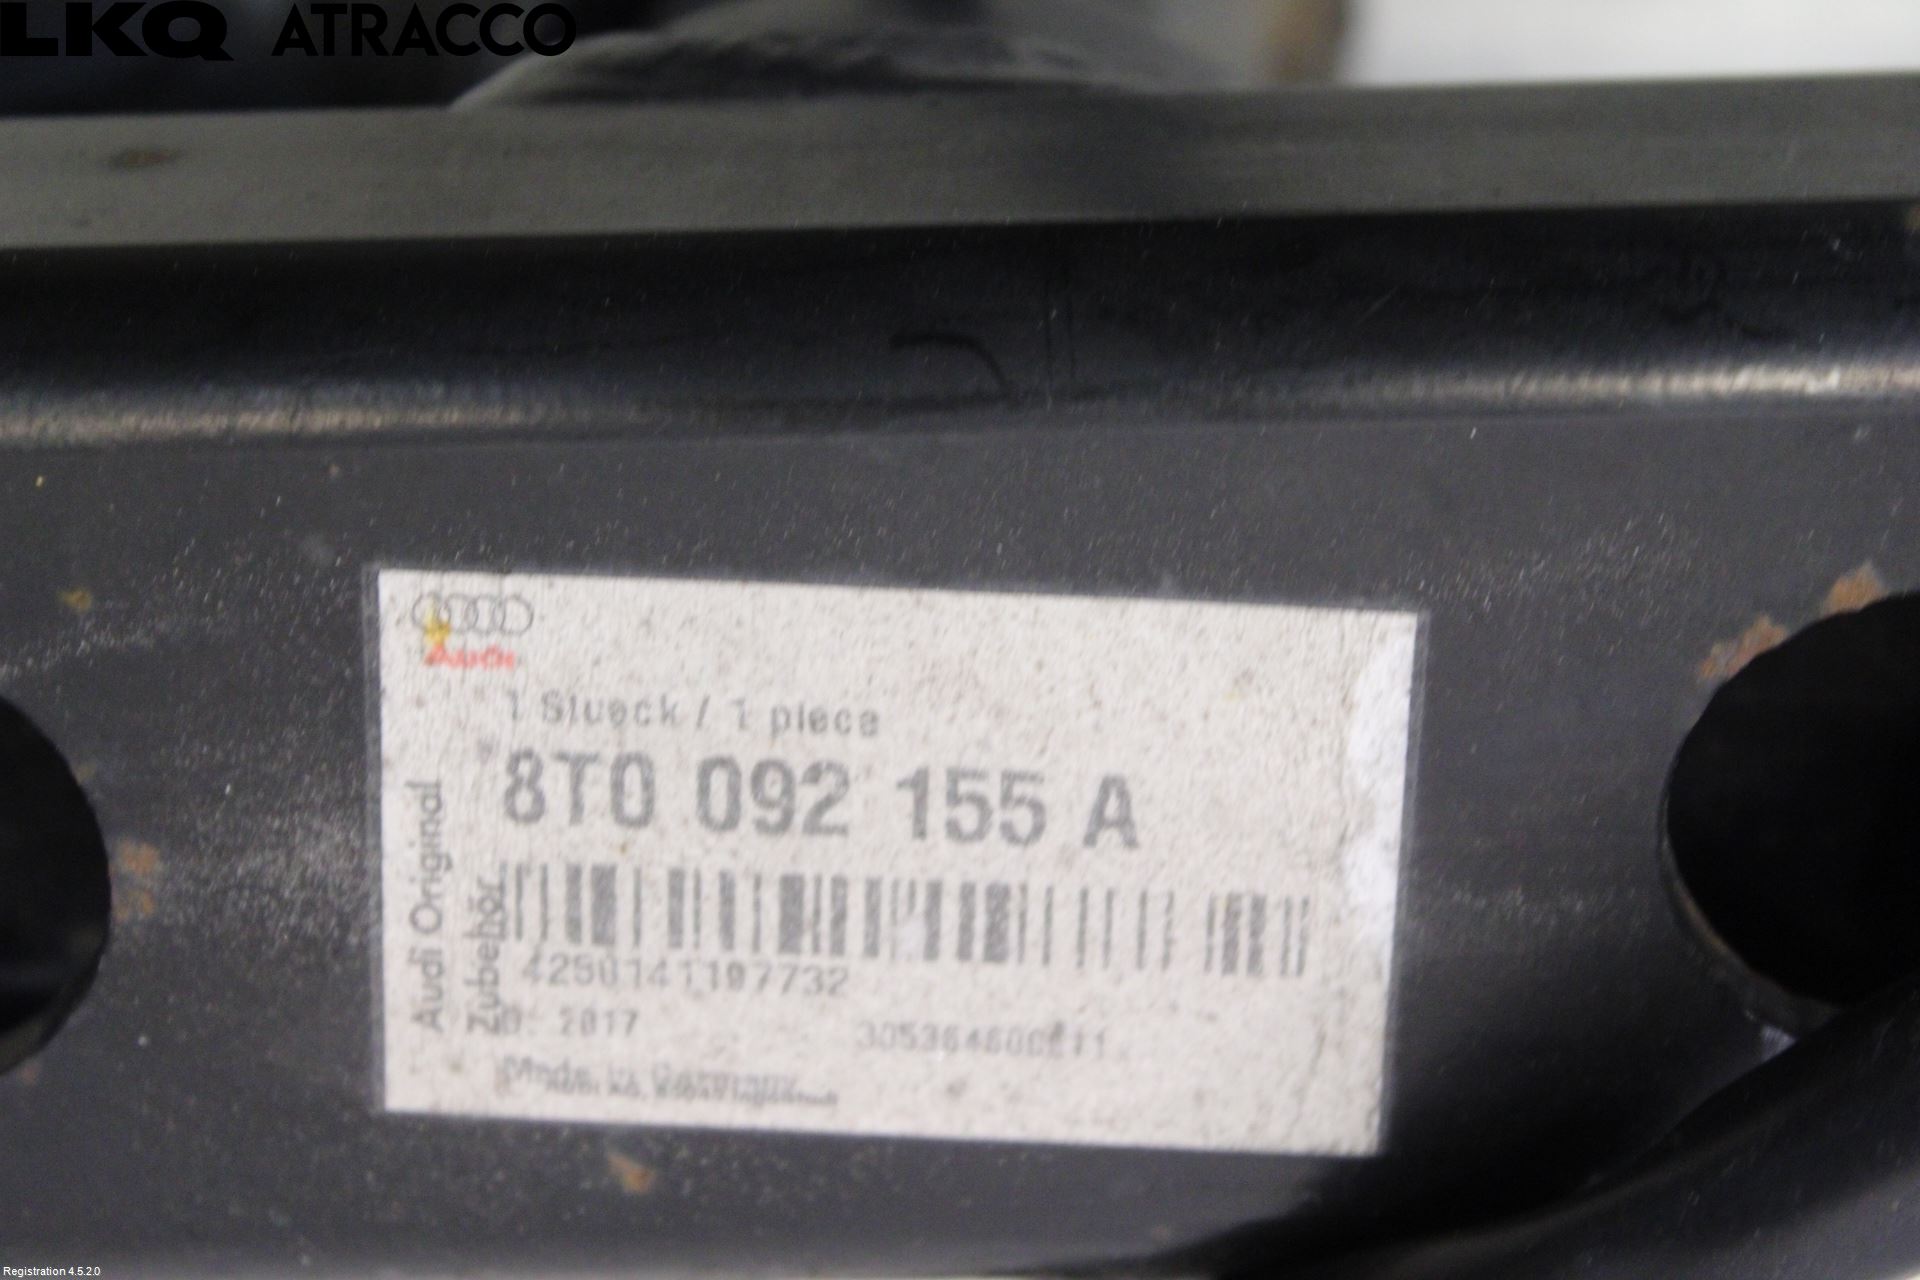 LKQ ATRACCO
Audi
1 Stueck / 1 piece
8T0 092 155 A
Audi Original
Zubehör
4250141197732
D: 2017
Made in Germany
Registration 4.5.2.0